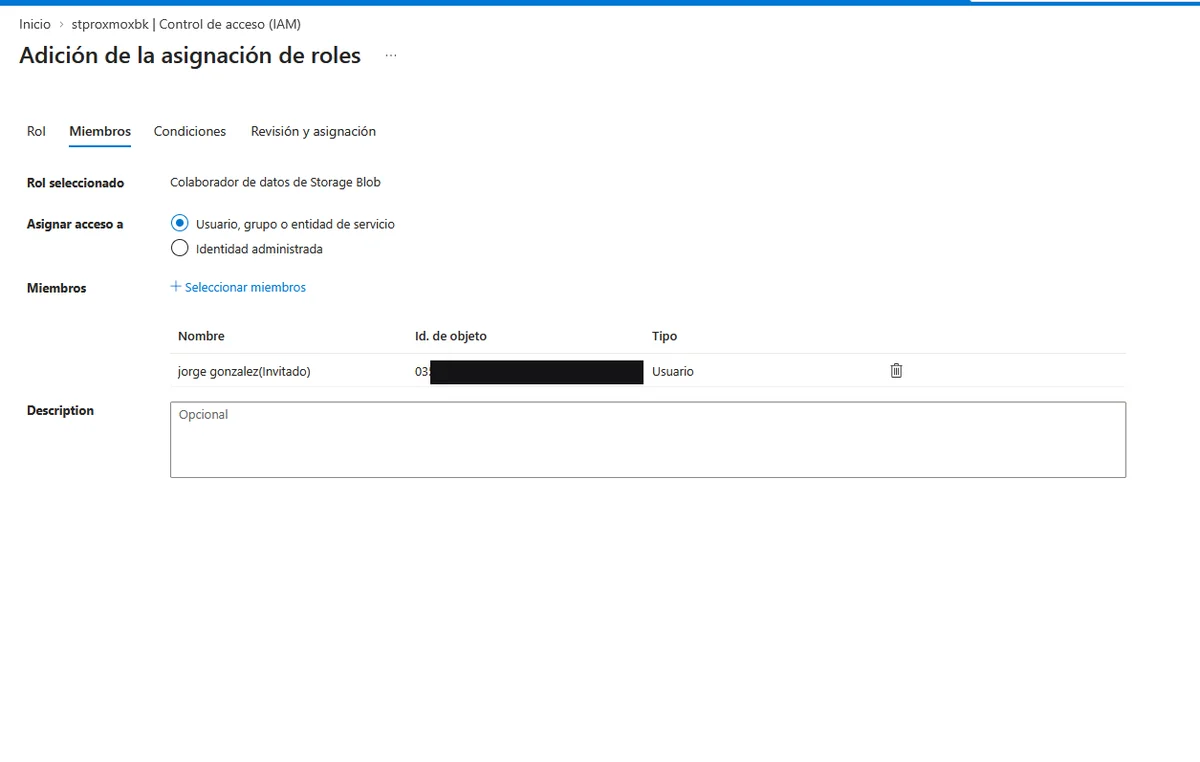 Inicio > stproxmoxbk | Control de acceso (IAM)
Adición de la asignación de roles ...
Rol Miembros Condiciones Revisión y asignación
Rol seleccionado Colaborador de datos de Storage Blob
Asignar acceso a Usuario, grupo o entidad de servicio
Identidad administrada
Miembros + Seleccionar miembros
Nombre Id. de objeto Tipo
jorge gonzalez(Invitado) 03 Usuario
Description Opcional